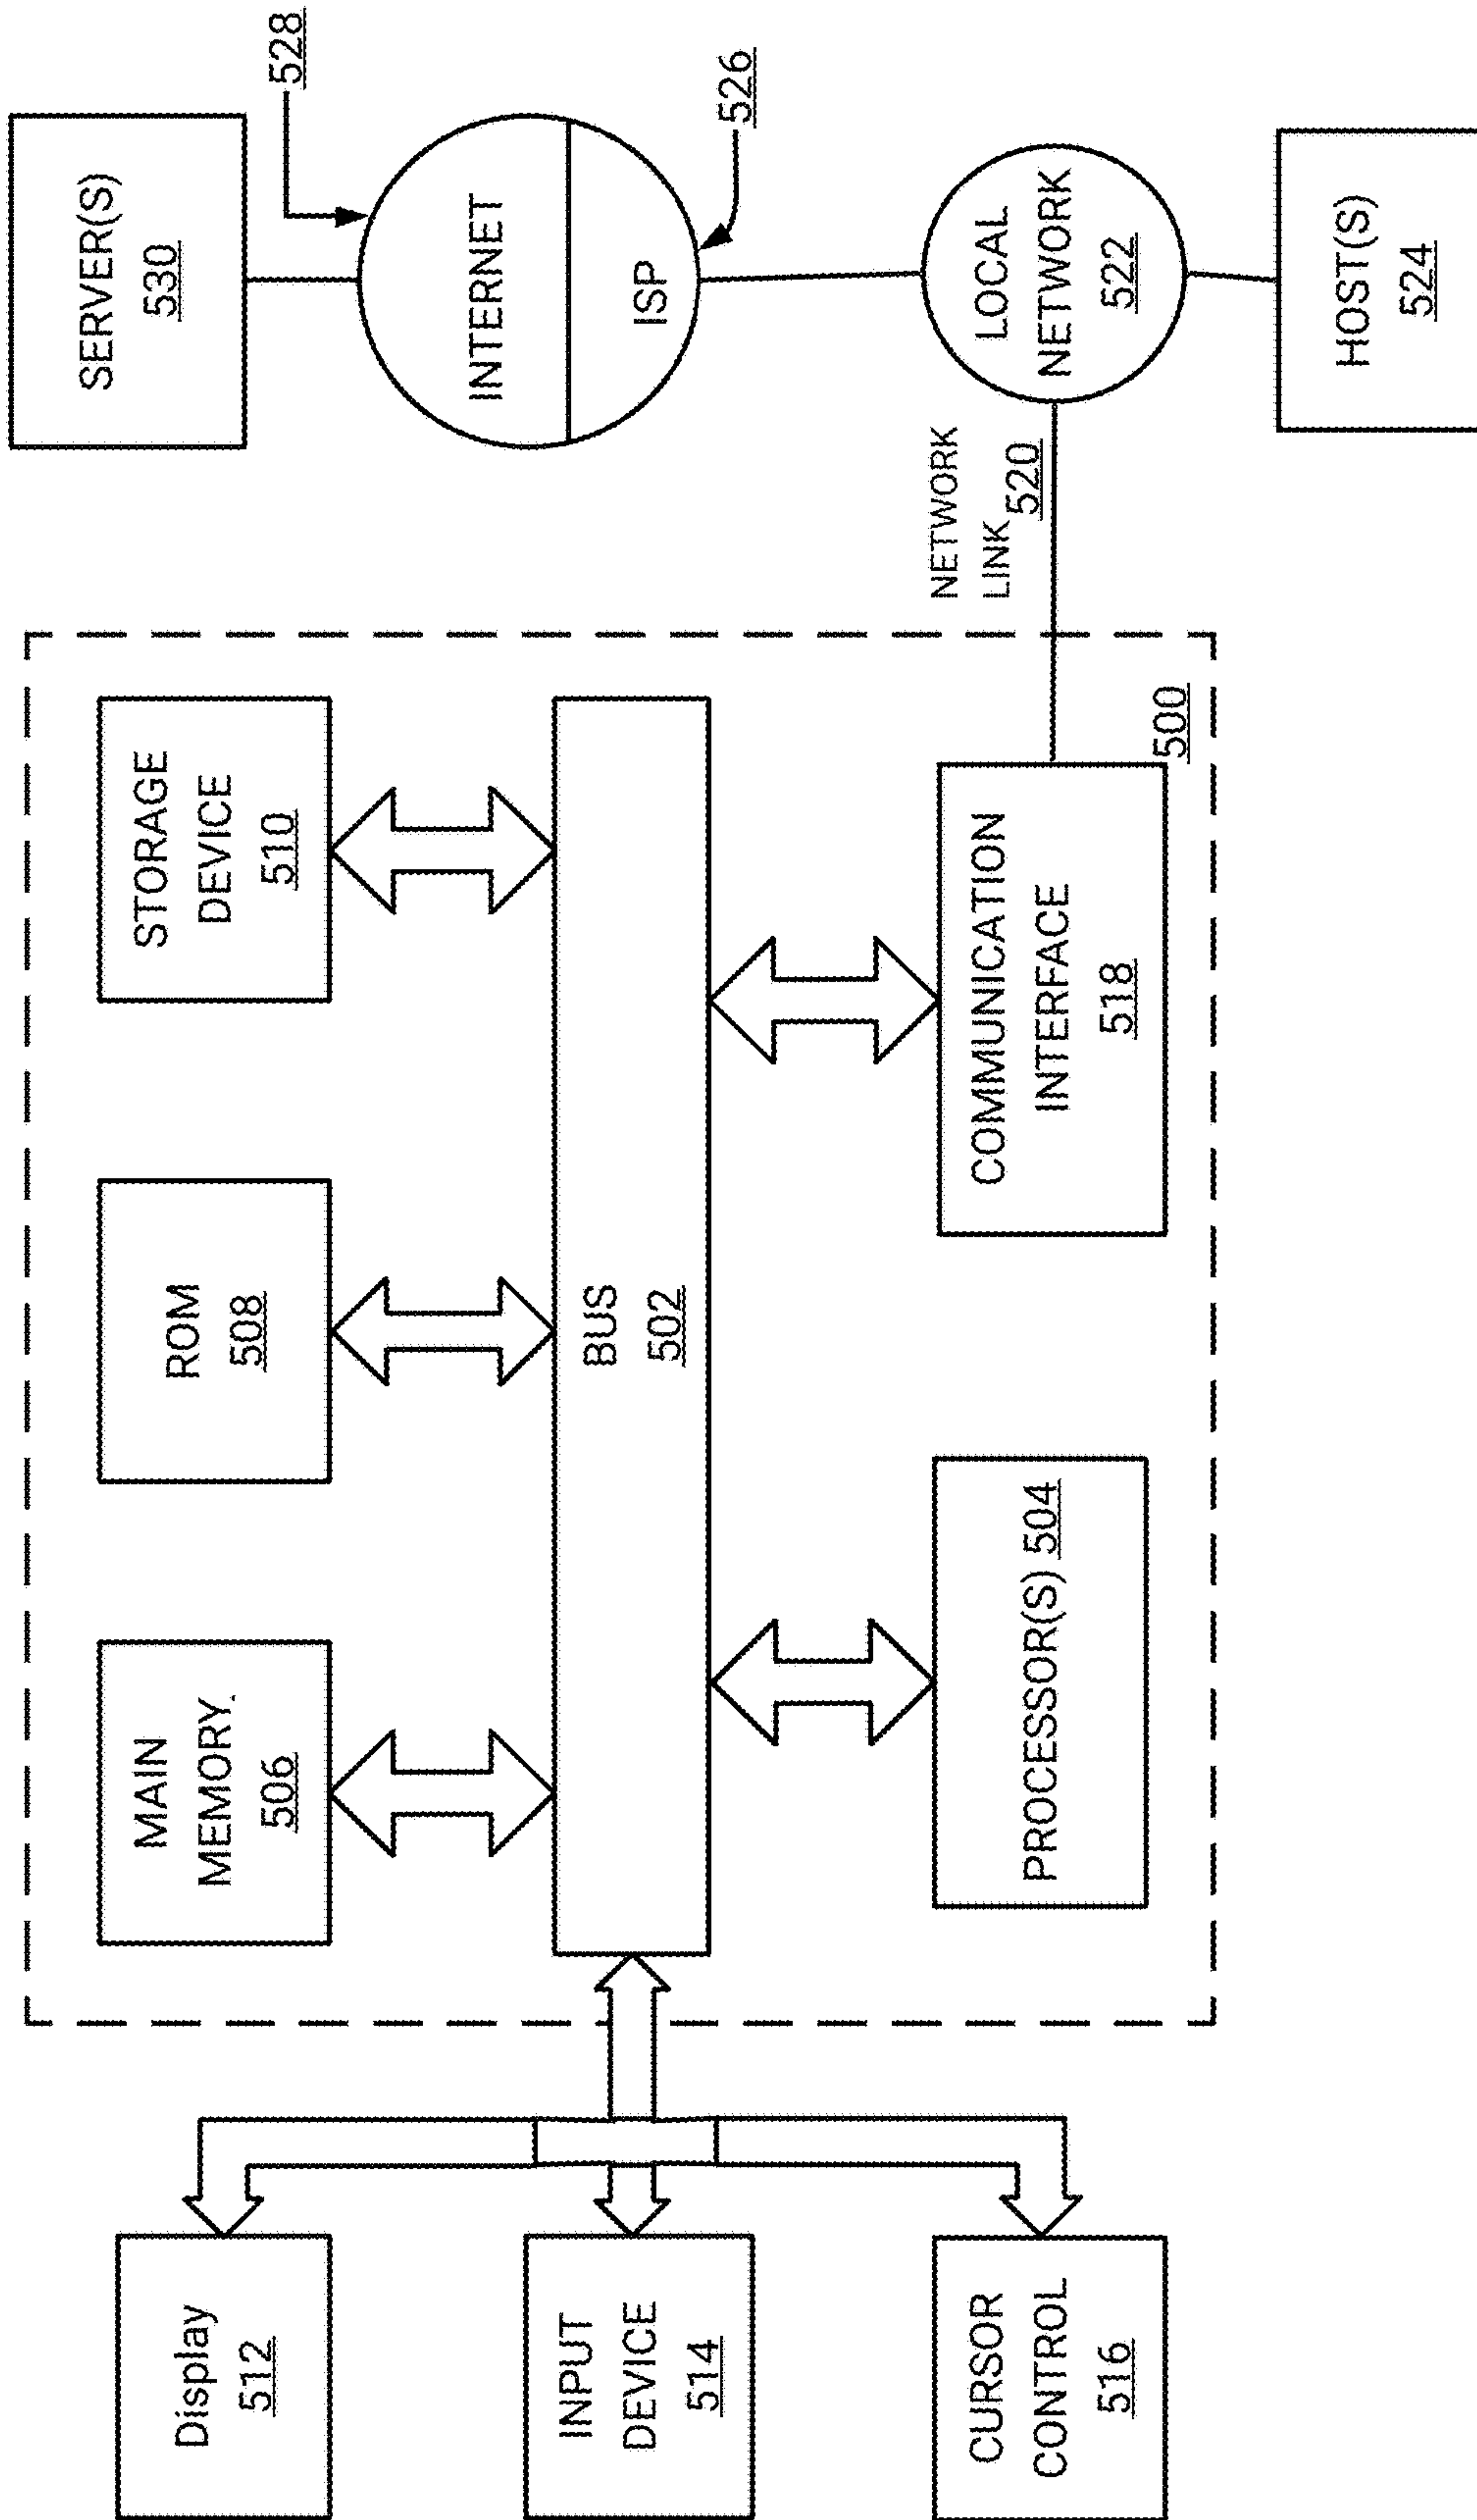 Display
512
INPUT
DEVICE
514
CURSOR
CONTROL
516
MAIN
MEMORY
506
ROM
508
STORAGE
DEVICE
510
BUS
502
PROCESSOR(S) 504
COMMUNICATION
INTERFACE
518
500
NETWORK
LINK
520
SERVER(S)
530
528
INTERNET
ISP
526
LOCAL
NETWORK
522
HOST(S)
524